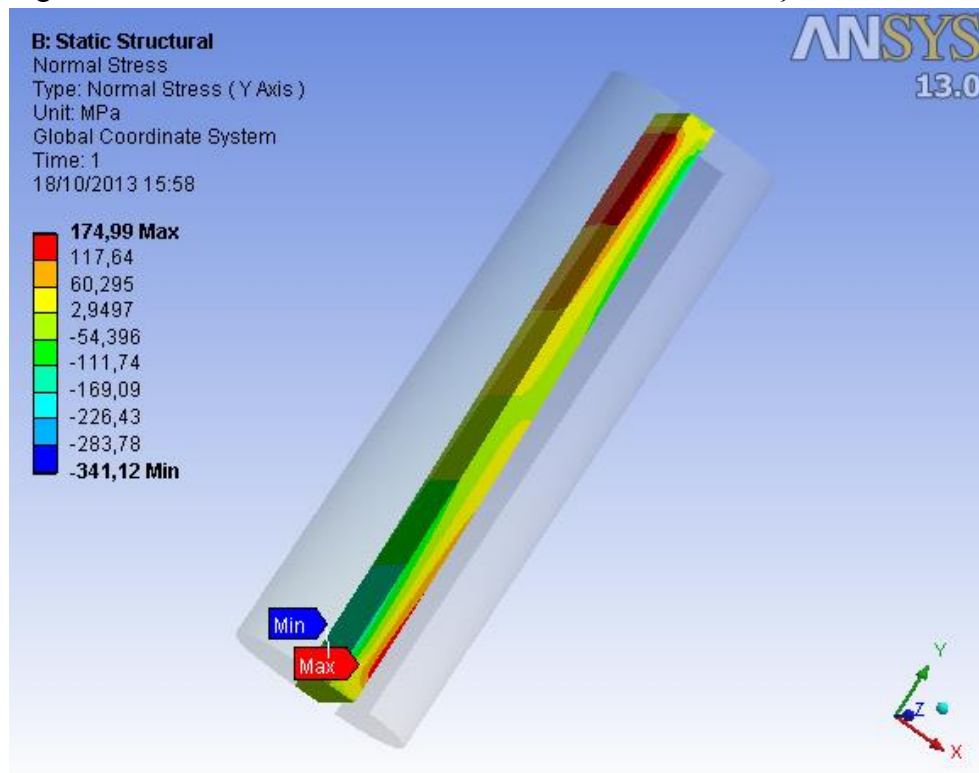 B: Static Structural
Normal Stress
Type: Normal Stress ( Y Axis )
Unit: MPa
Global Coordinate System
Time: 1
18/10/2013 15:58
ANSYS
13.0
174,99 Max
117,64
60,295
2,9497
-54,396
-111,74
-169,09
-226,43
-283,78
-341,12 Min
Min
Max
Y
Z
X